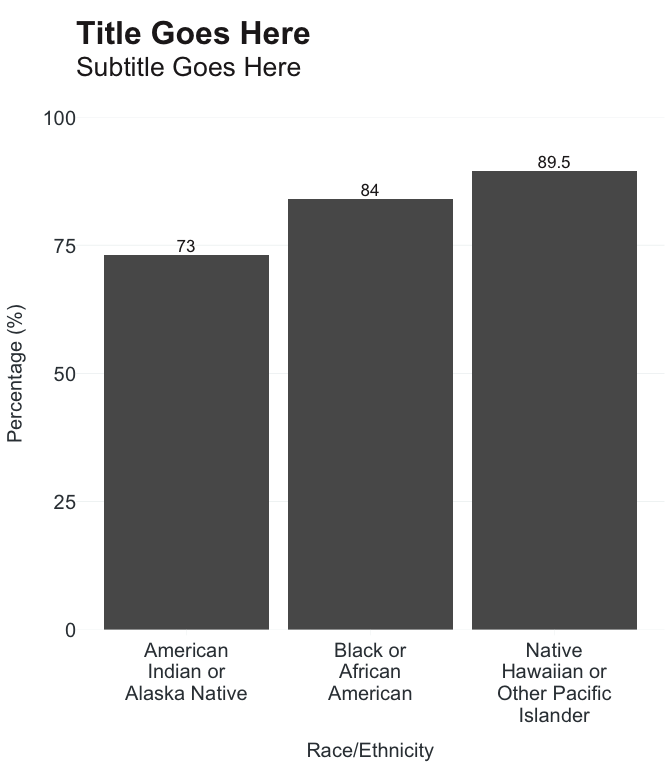 Title Goes Here
Subtitle Goes Here
100
89.5
84
75
73
50
25
0
Percentage (%)
American
Indian or
Alaska Native
Black or
African
American
Native
Hawaiian or
Other Pacific
Islander
Race/Ethnicity